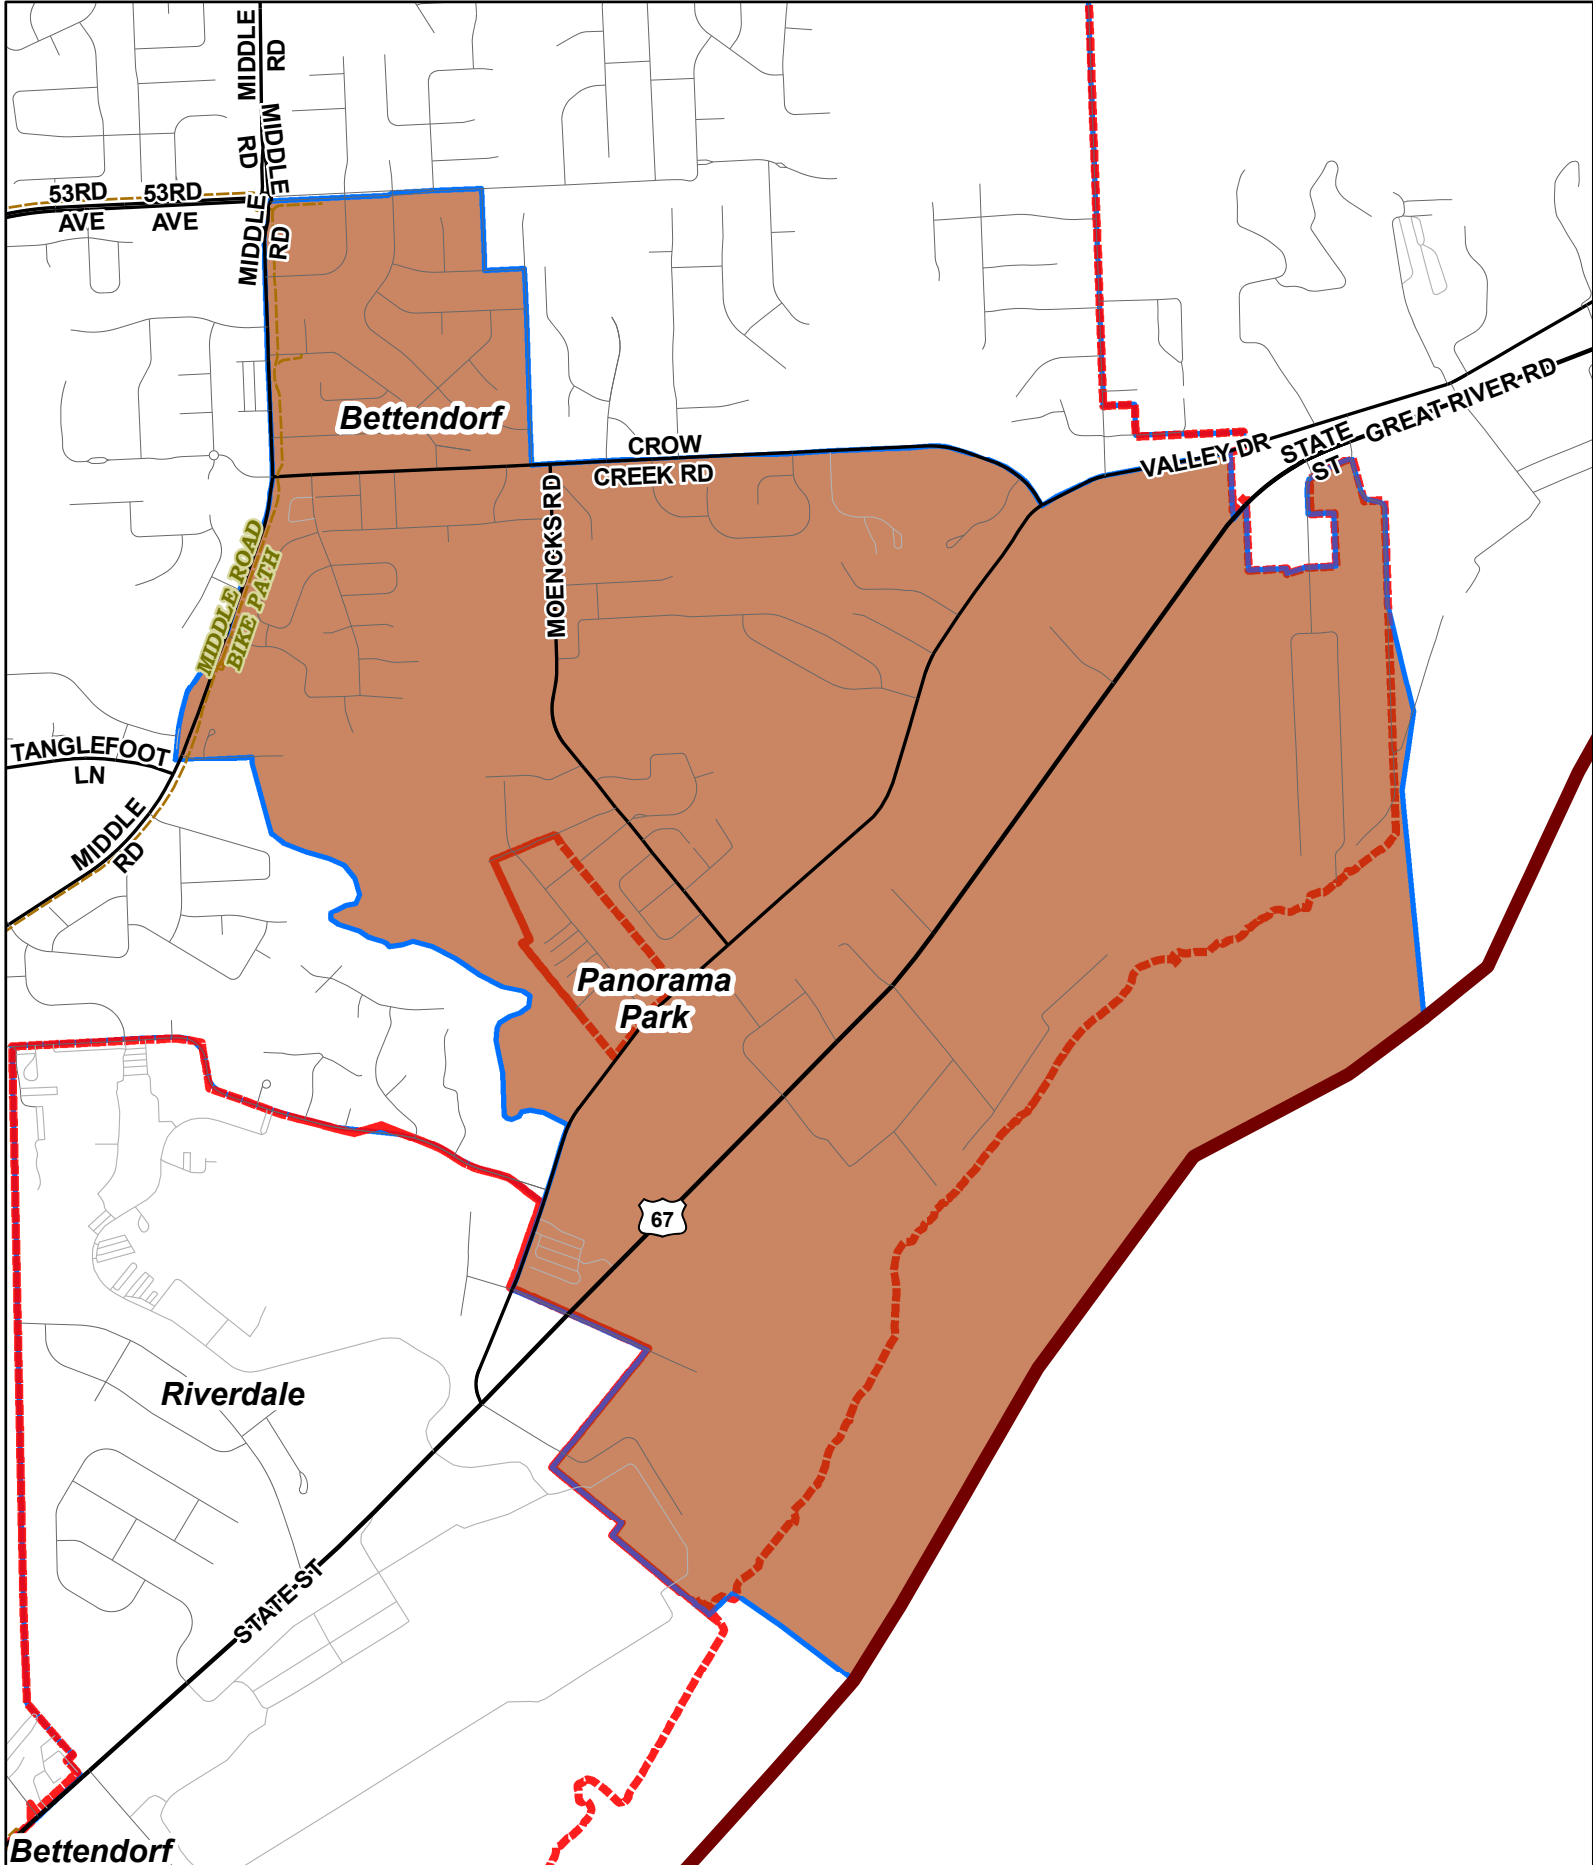 MIDDLE
RD
MIDDLE
RD
53RD
AVE
53RD
AVE
MIDDLE
RD
Bettendorf
CROW
CREEK RD
VALLEY DR
STATE
ST
GREAT RIVER RD
MOENCKS RD
MIDDLE ROAD
BIKE PATH
TANGLEFOOT
LN
MIDDLE
RD
Panorama
Park
67
Riverdale
STATE ST
Bettendorf